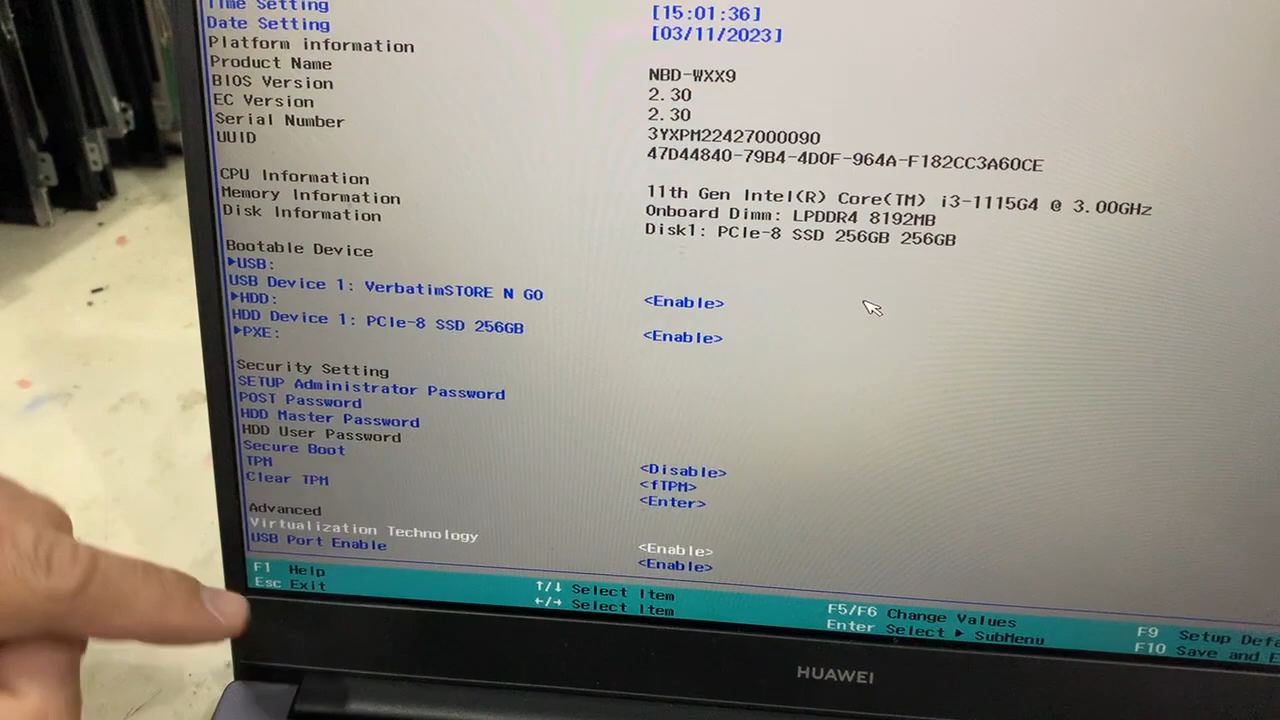 Time Setting [15:01:36]
Date Setting [03/11/2023]
Platform information
Product Name NBD-WXX9
BIOS Version 2.30
EC Version 2.30
Serial Number 3YXPM22427000090
UUID 47D44840-79B4-4D0F-964A-F182CC3A60CE
CPU Information 11th Gen Intel(R) Core(TM) i3-1115G4 @ 3.00GHz
Memory Information Onboard Dimm: LPDDR4 8192MB
Disk Information Disk1: PCIe-8 SSD 256GB 256GB
Bootable Device
▶USB:
USB Device 1: VerbatimSTORE N GO <Enable>
▶HDD:
HDD Device 1: PCIe-8 SSD 256GB <Enable>
▶PXE:
Security Setting
SETUP Administrator Password
POST Password
HDD Master Password
HDD User Password
Secure Boot <Disable>
TPM <fTPM>
Clear TPM <Enter>
Advanced
Virtualization Technology <Enable>
USB Port Enable <Enable>
F1 Help ↑/↓ Select Item F5/F6 Change Values F9 Setup
Esc Exit ←/→ Select Item Enter Select ▶ SubMenu F10 Save and
HUAWEI